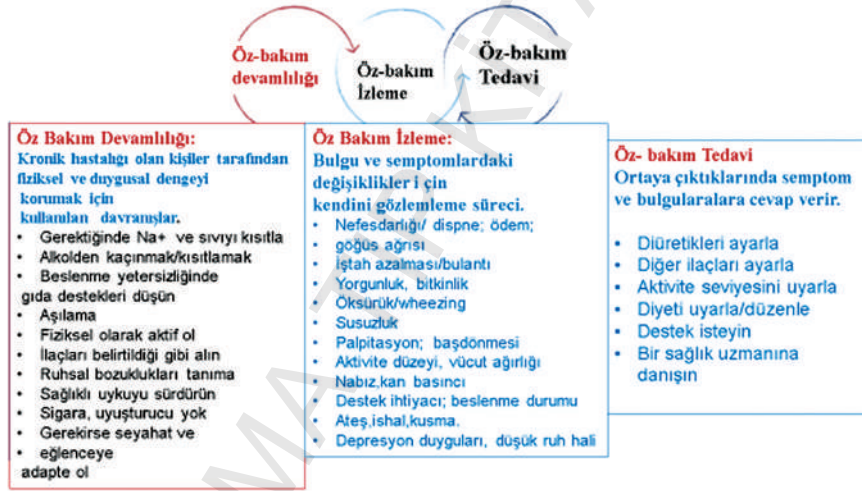 Öz-bakım
devamlılığı
Öz-bakım
İzleme
Öz-bakım
Tedavi
Öz Bakım Devamlılığı:
Kronik hastalığı olan kişiler tarafından
fiziksel ve duygusal dengeyi
korumak için
kullanılan davranışlar.
• Gerektiğinde Na+ ve sıvıyı kısıtla
• Alkolden kaçınmak/kısıtlamak
• Beslenme yetersizliğinde
gıda destekleri düşün
• Aşılama
• Fiziksel olarak aktif ol
• İlaçları belirtildiği gibi alın
• Ruhsal bozuklukları tanıma
• Sağlıklı uykuyu sürdürün
• Sigara, uyuşturucu yok
• Gerekirse seyahat ve
• eğlenceye
adapte ol
Öz Bakım İzleme:
Bulgu ve semptomlardaki
değişiklikler i çin
kendini gözlemleme süreci.
• Nefesdarlığı/ dispne; ödem;
• goğüs ağrısı
• İştah azalması/bulantı
• Yorgunluk, bitkinlik
• Öksürük/wheezing
• Susuzluk
• Palpitasyon; başdönmesi
• Aktivite düzeyi, vücut ağırlığı
• Nabız,kan basıncı
• Destek ihtiyacı; beslenme durumu
• Ateş,ishal,kusma.
• Depresyon duyguları, düşük ruh hali
Öz- bakım Tedavi
Ortaya çıktıklarında semptom
ve bulgularalara cevap verir.
• Diüretikleri ayarla
• Diğer ilaçları ayarla
• Aktivite seviyesini uyarla
• Diyeti uyarla/düzenle
• Destek isteyin
• Bir sağlık uzmanına
danışın
MA TIP KİTA